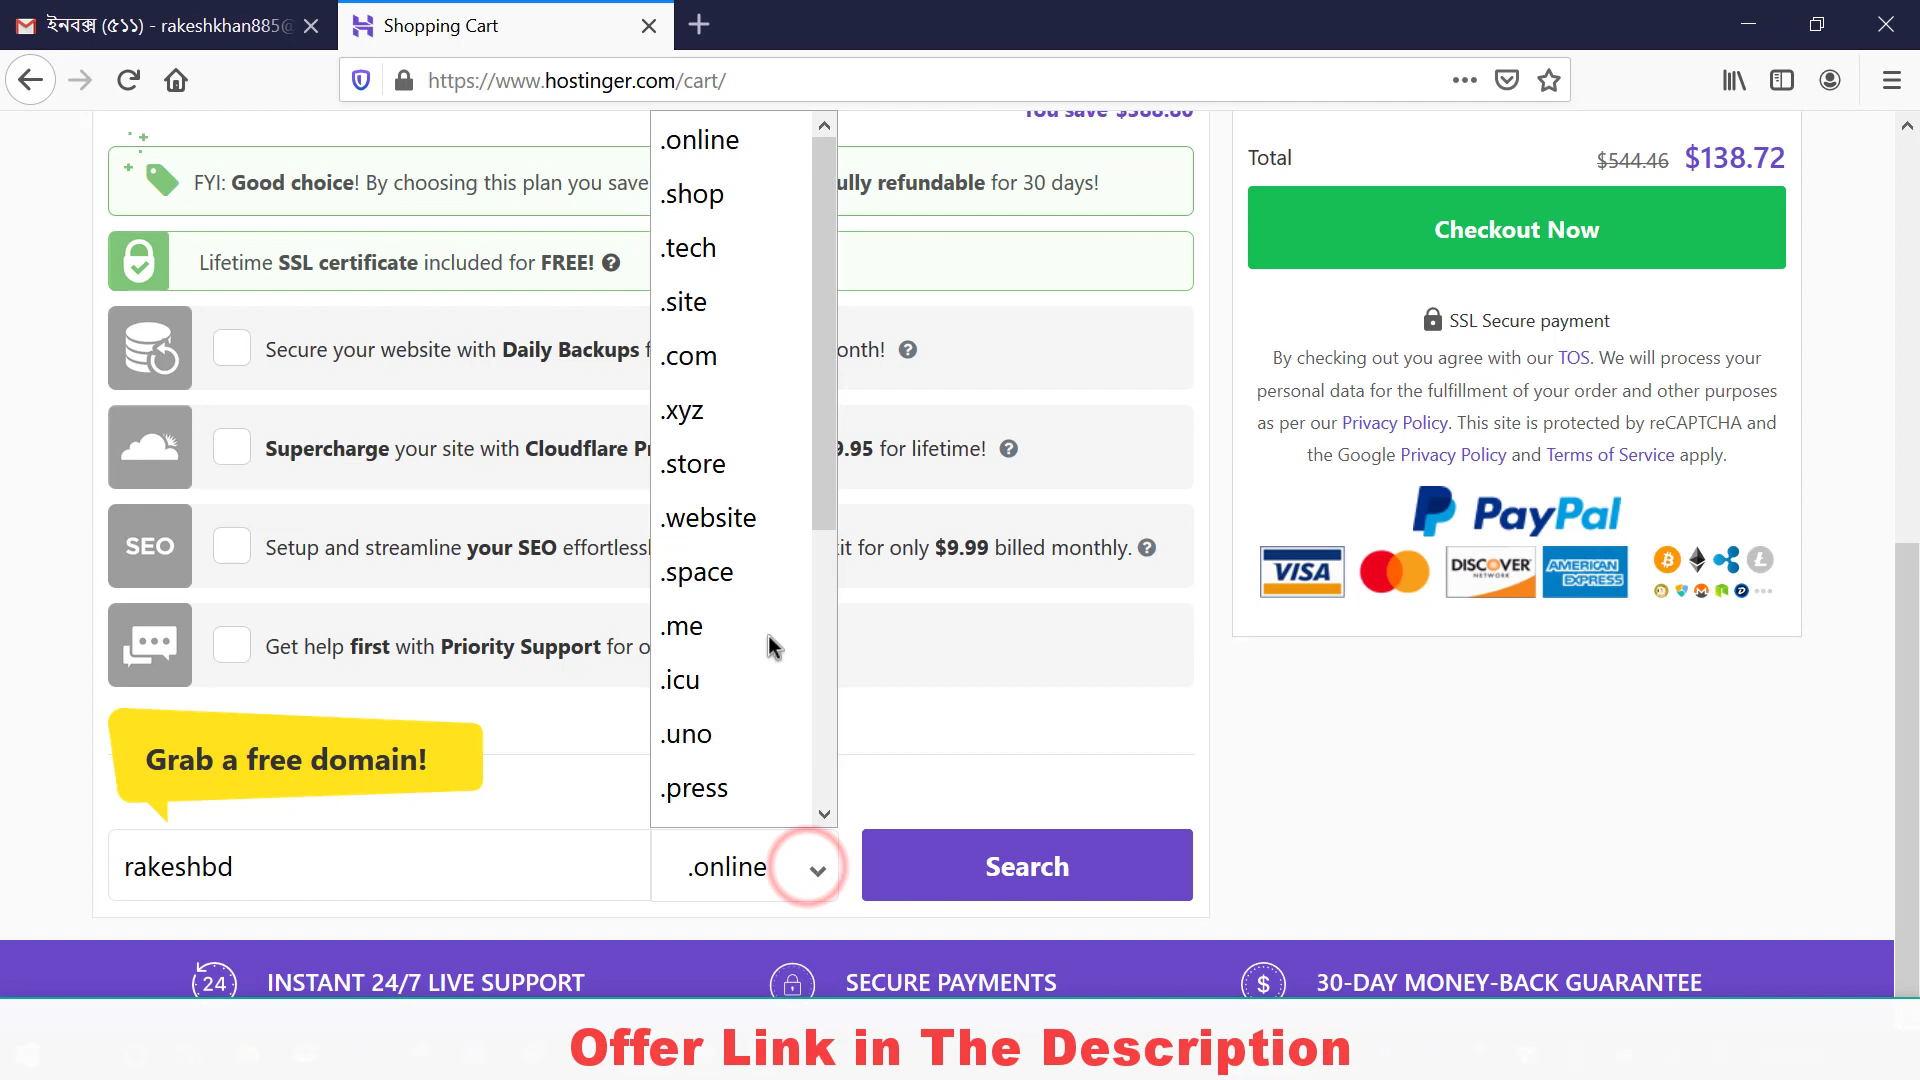 ইনবক্স (৫১১) - rakeshkhan885@
Shopping Cart
https://www.hostinger.com/cart/
You save $388.80
FYI: Good choice! By choosing this plan you save
ully refundable for 30 days!
Lifetime SSL certificate included for FREE!
Secure your website with Daily Backups f
onth!
Supercharge your site with Cloudflare Pr
9.95 for lifetime!
SEO
Setup and streamline your SEO effortlessl
it for only $9.99 billed monthly.
Get help first with Priority Support for o
.online
.shop
.tech
.site
.com
.xyz
.store
.website
.space
.me
.icu
.uno
.press
Grab a free domain!
rakeshbd
.online
Search
Total
$544.46 $138.72
Checkout Now
SSL Secure payment
By checking out you agree with our TOS. We will process your
personal data for the fulfillment of your order and other purposes
as per our Privacy Policy. This site is protected by reCAPTCHA and
the Google Privacy Policy and Terms of Service apply.
PayPal
VISA
DISCOVER
NETWORK
AMERICAN
EXPRESS
24
INSTANT 24/7 LIVE SUPPORT
SECURE PAYMENTS
30-DAY MONEY-BACK GUARANTEE
Offer Link in The Description